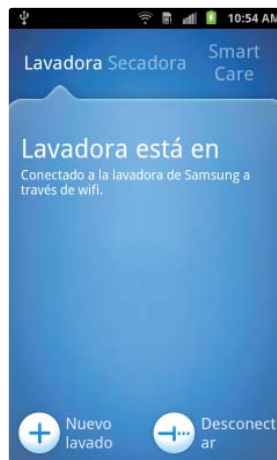 10:54 AM
Lavadora Secadora Smart Care
Lavadora está en
Conectado a la lavadora de Samsung a
través de wifi.
Nuevo
lavado
Desconect
ar